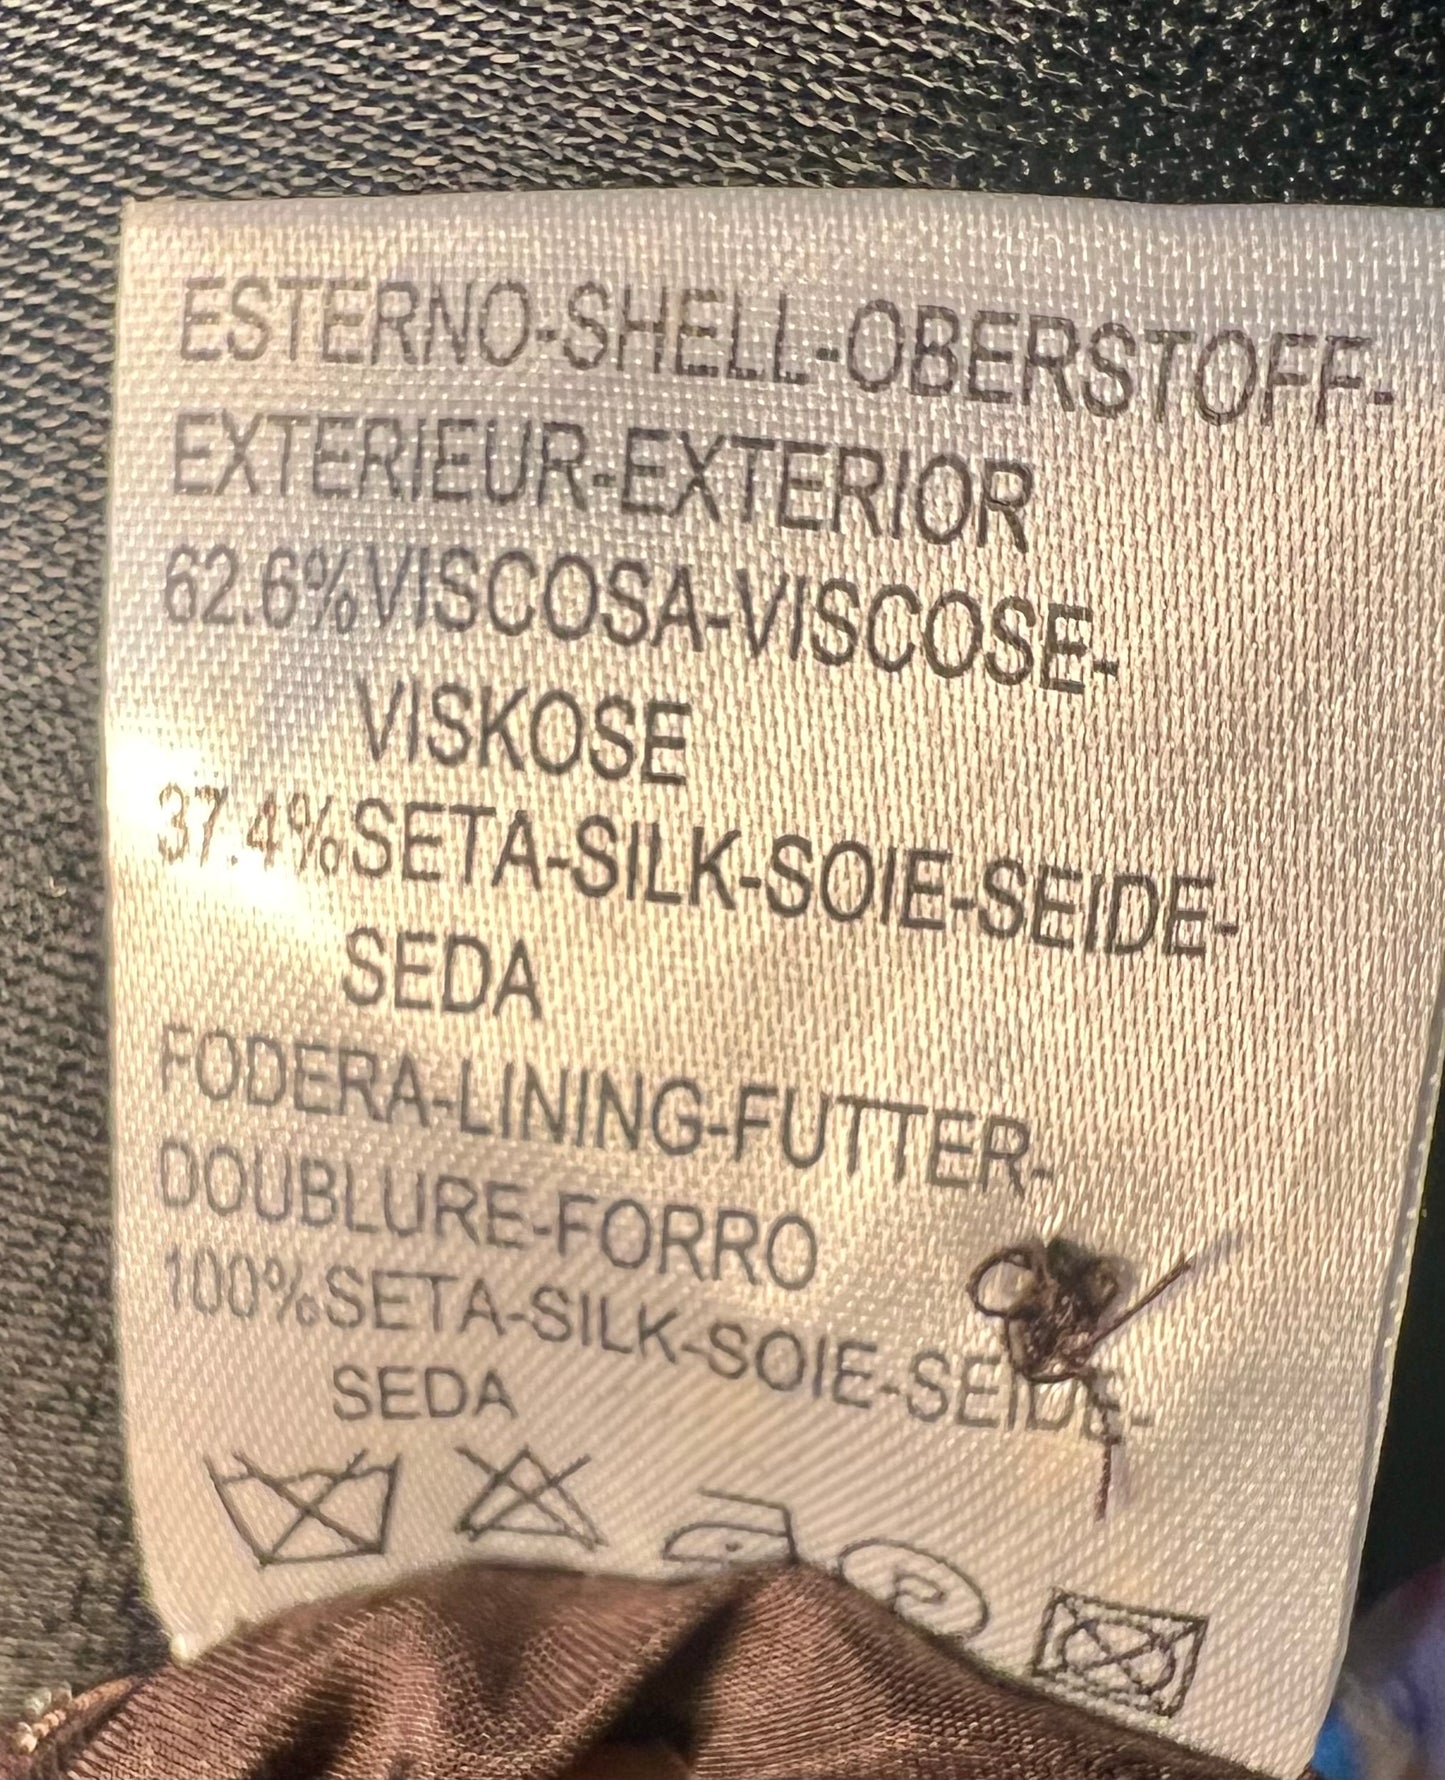 ESTERNO-SHELL-OBERSTOFF-
EXTERIEUR-EXTERIOR
62.6%VISCOSA-VISCOSE-
VISKOSE
37.4%SETA-SILK-SOIE-SEIDE-
SEDA
FODERA-LINING-FUTTER-
DOUBLURE-FORRO
100%SETA-SILK-SOIE-SEIDE-
SEDA